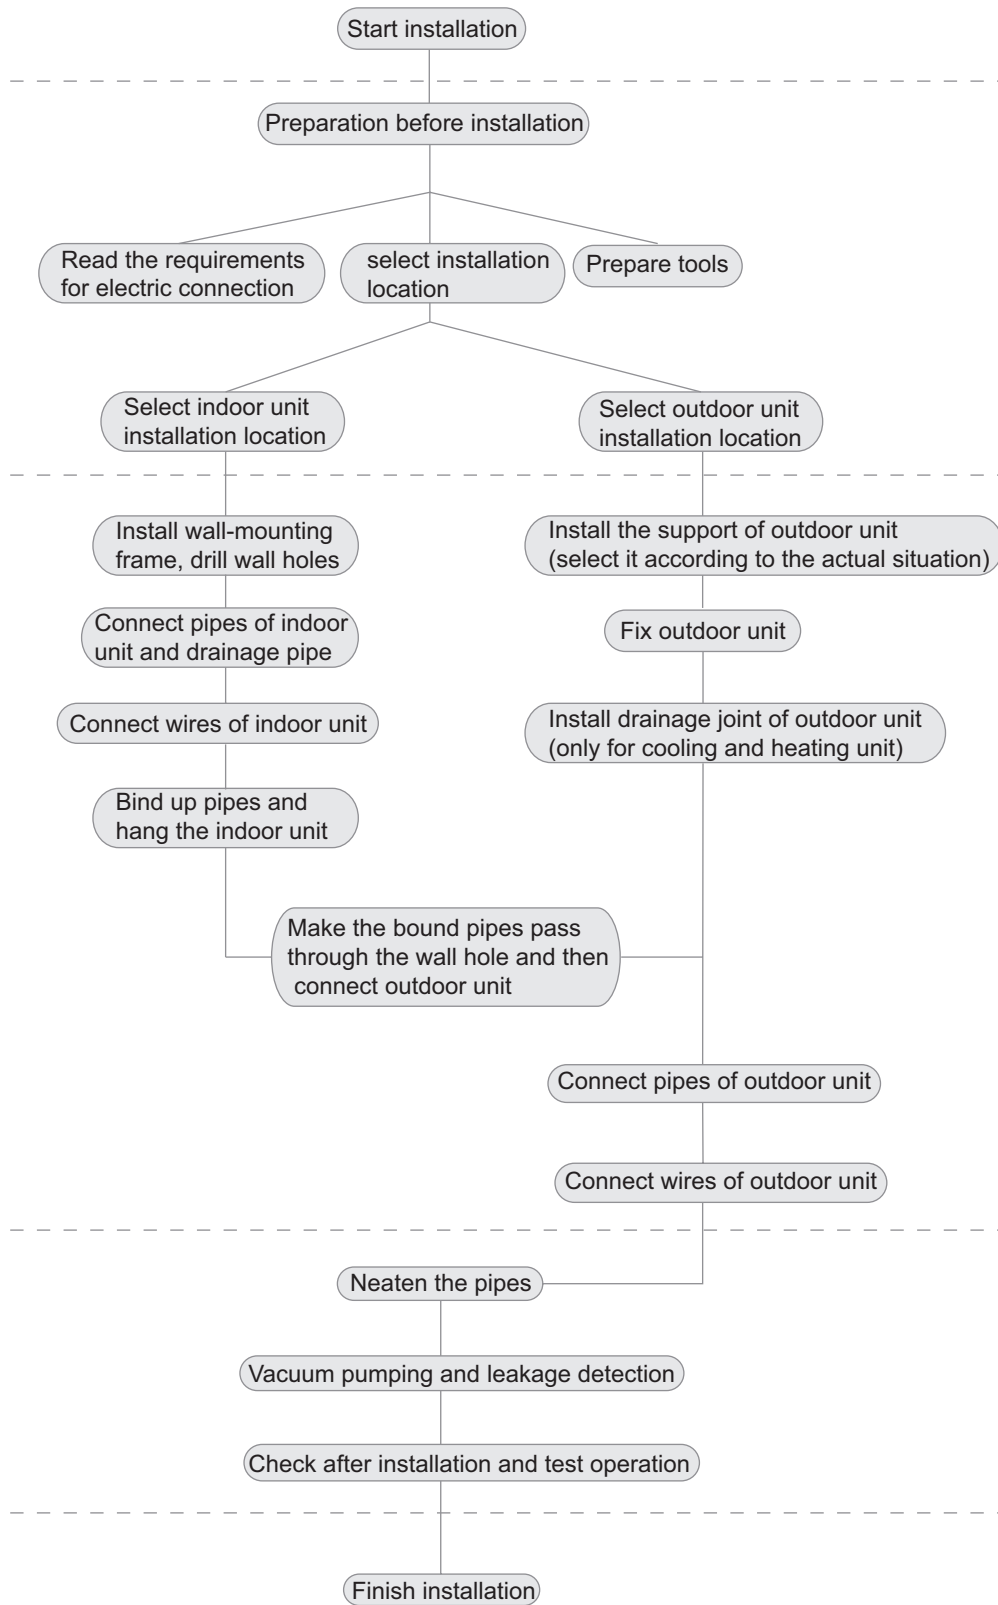 Start installation
Preparation before installation
Read the requirements
for electric connection
select installation
location
Prepare tools
Select indoor unit
installation location
Select outdoor unit
installation location
Install wall-mounting
frame, drill wall holes
Install the support of outdoor unit
(select it according to the actual situation)
Connect pipes of indoor
unit and drainage pipe
Fix outdoor unit
Connect wires of indoor unit
Install drainage joint of outdoor unit
(only for cooling and heating unit)
Bind up pipes and
hang the indoor unit
Make the bound pipes pass
through the wall hole and then
connect outdoor unit
Connect pipes of outdoor unit
Connect wires of outdoor unit
Neaten the pipes
Vacuum pumping and leakage detection
Check after installation and test operation
Finish installation